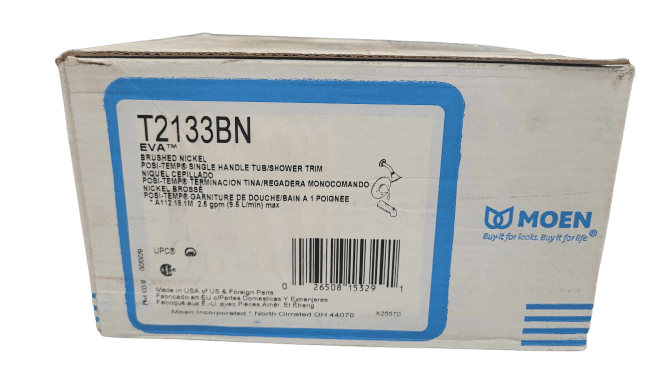 T2133BN
EVA™
BRUSHED NICKEL
POSI-TEMP® SINGLE HANDLE TUB/SHOWER TRIM
NIQUEL CEPILLADO
POSI-TEMP® TERMINACION TINA/REGADERA MONOCOMANDO
NICKEL BROSSÉ
POSI-TEMP® GARNITURE DE DOUCHE/BAIN A 1 POIGNEE
* A112.18.1M 2.5 gpm (9.5 L/min) max
UPC®
0 26508 15329 1
Made in USA of US & Foreign Parts
Fabricado en EU c/Partes Domesticas Y Extranjeras
Fabriqué aux É.-U. avec Pièces Amér. Et Étrang
Moen Incorporated * North Olmsted OH 44070
X25570
8:03 PM
MOEN
Buy it for looks. Buy it for life.®